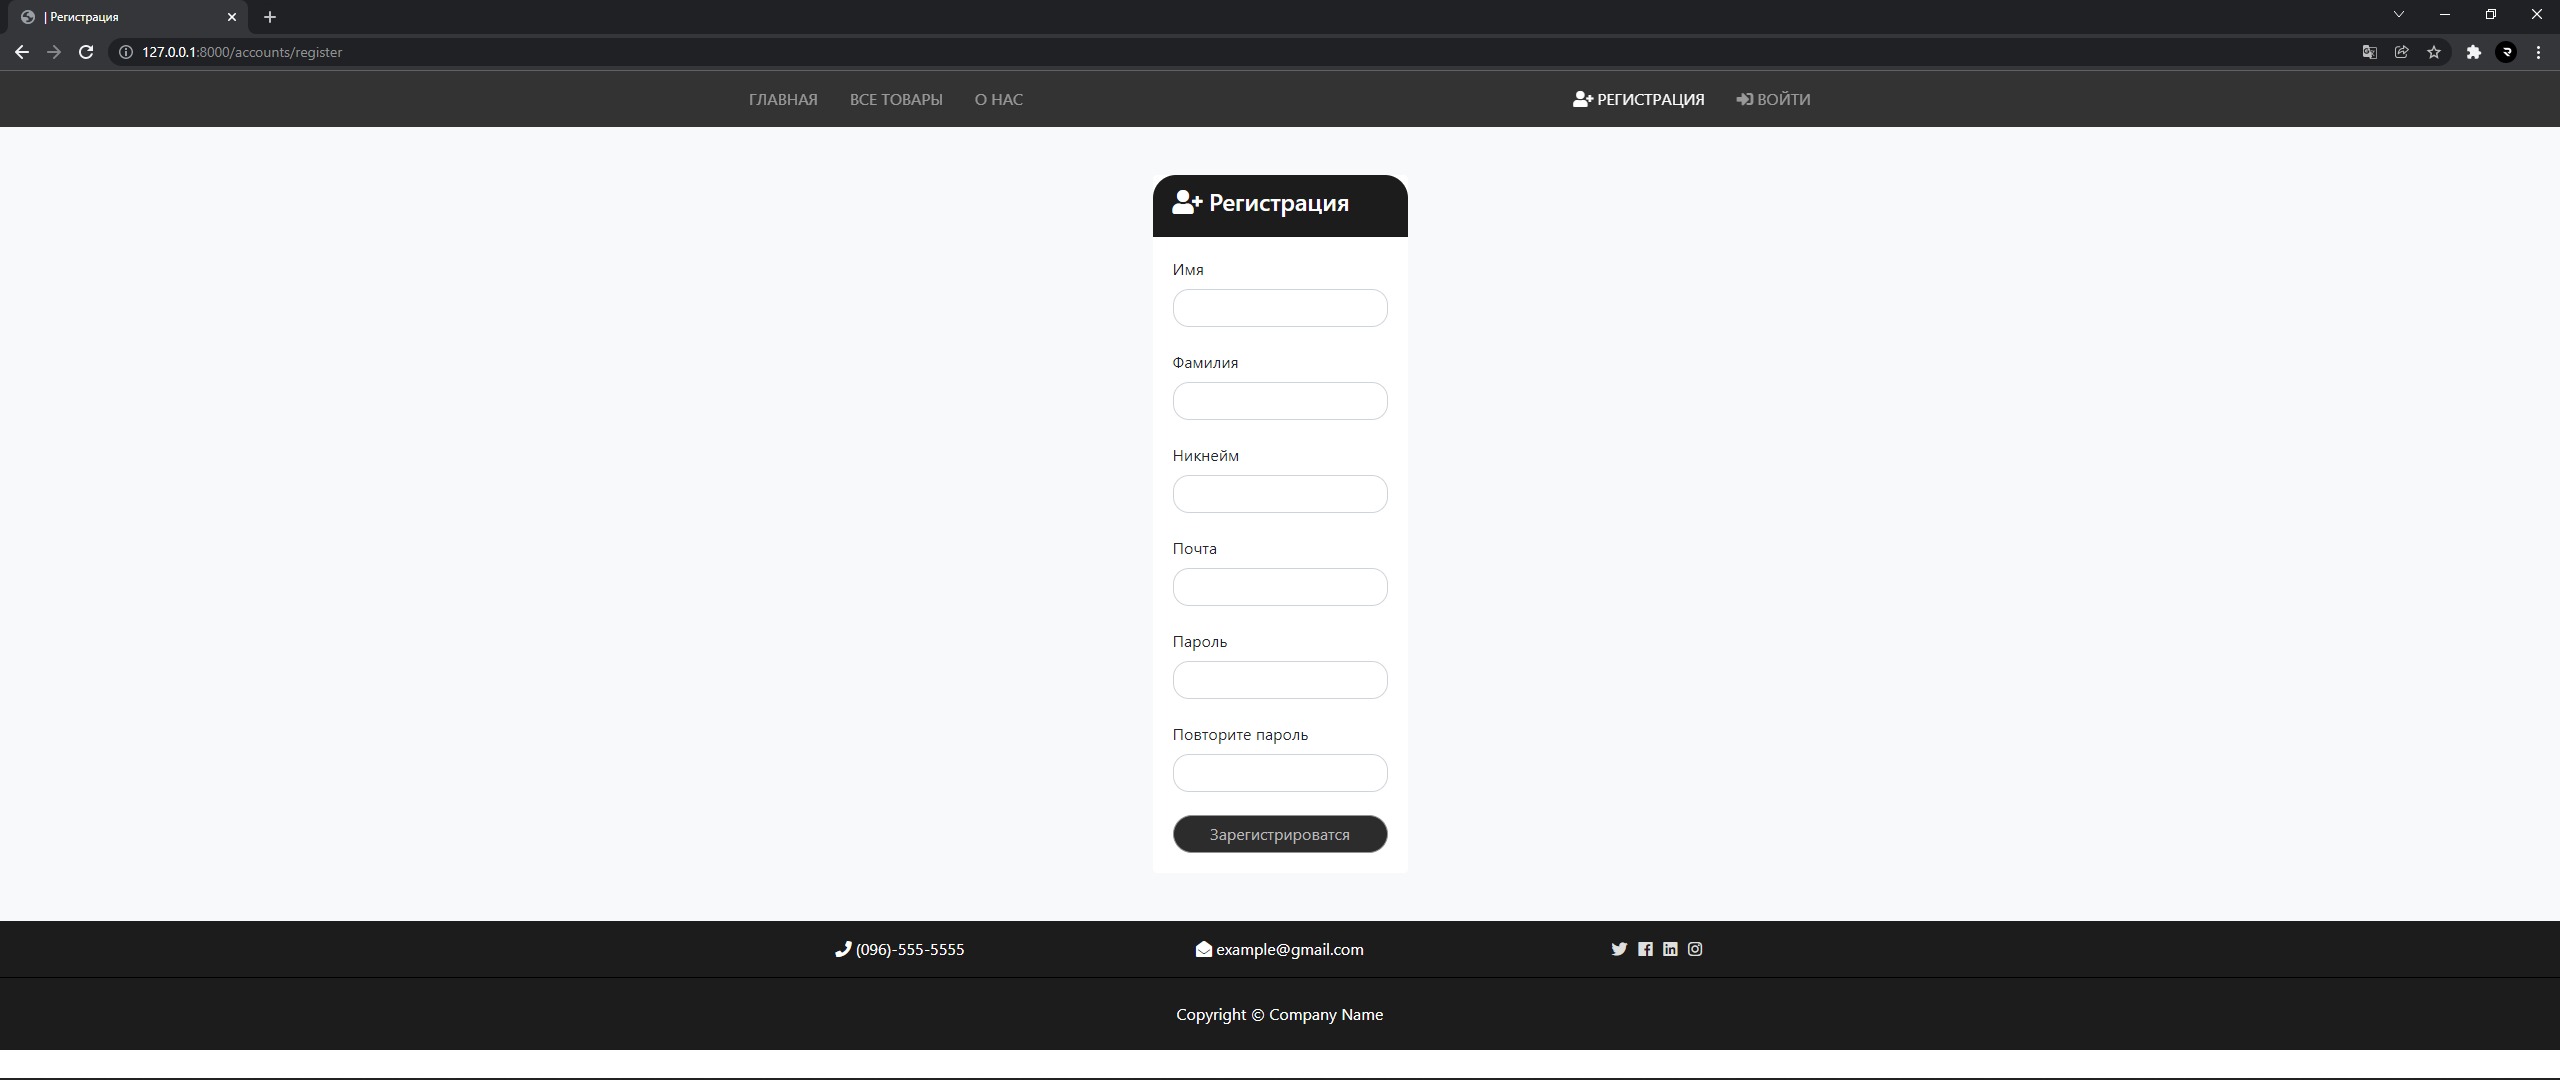 | Регистрация
127.0.0.1:8000/accounts/register
ГЛАВНАЯ ВСЕ ТОВАРЫ О НАС РЕГИСТРАЦИЯ ВОЙТИ
Регистрация
Имя
Фамилия
Никнейм
Почта
Пароль
Повторите пароль
Зарегистрироватся
(096)-555-5555 example@gmail.com
Copyright © Company Name